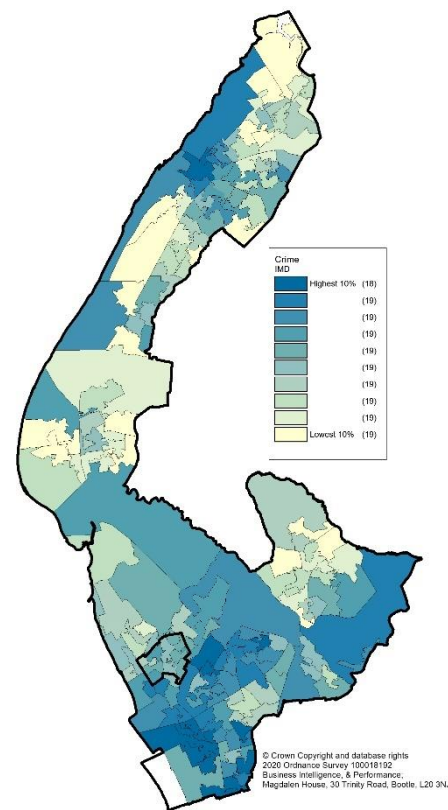 Crime
IMD
Highest 10% (18)
(19)
(19)
(19)
(19)
(19)
(19)
(19)
(19)
Lowest 10% (19)
© Crown Copyright and database rights
2020 Ordnance Survey 100018192
Business Intelligence, & Performance,
Magdalen House, 30 Trinity Road, Bootle, L20 3N